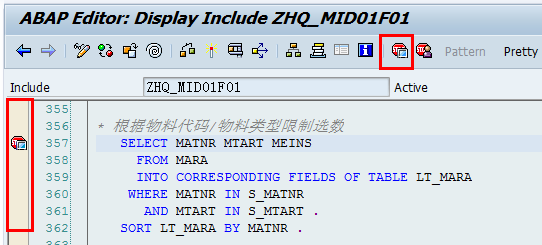 ABAP Editor: Display Include ZHQ_MID01F01
Pattern Pretty
Include ZHQ_MID01F01 Active
355
356 * 根据物料代码/物料类型限制选数
357 SELECT MATNR MTART MEINS
358 FROM MARA
359 INTO CORRESPONDING FIELDS OF TABLE LT_MARA
360 WHERE MATNR IN S_MATNR
361 AND MTART IN S_MTART .
362 SORT LT_MARA BY MATNR .